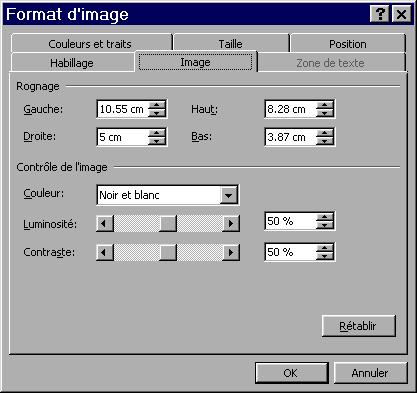 Format d'image
Couleurs et traits Taille Position
Habillage Image Zone de texte
Rognage
Gauche: 10.55 cm Haut: 8.28 cm
Droite: 5 cm Bas: 3.87 cm
Contrôle de l'image
Couleur: Noir et blanc
Luminosité: 50 %
Contraste: 50 %
Rétablir
OK Annuler